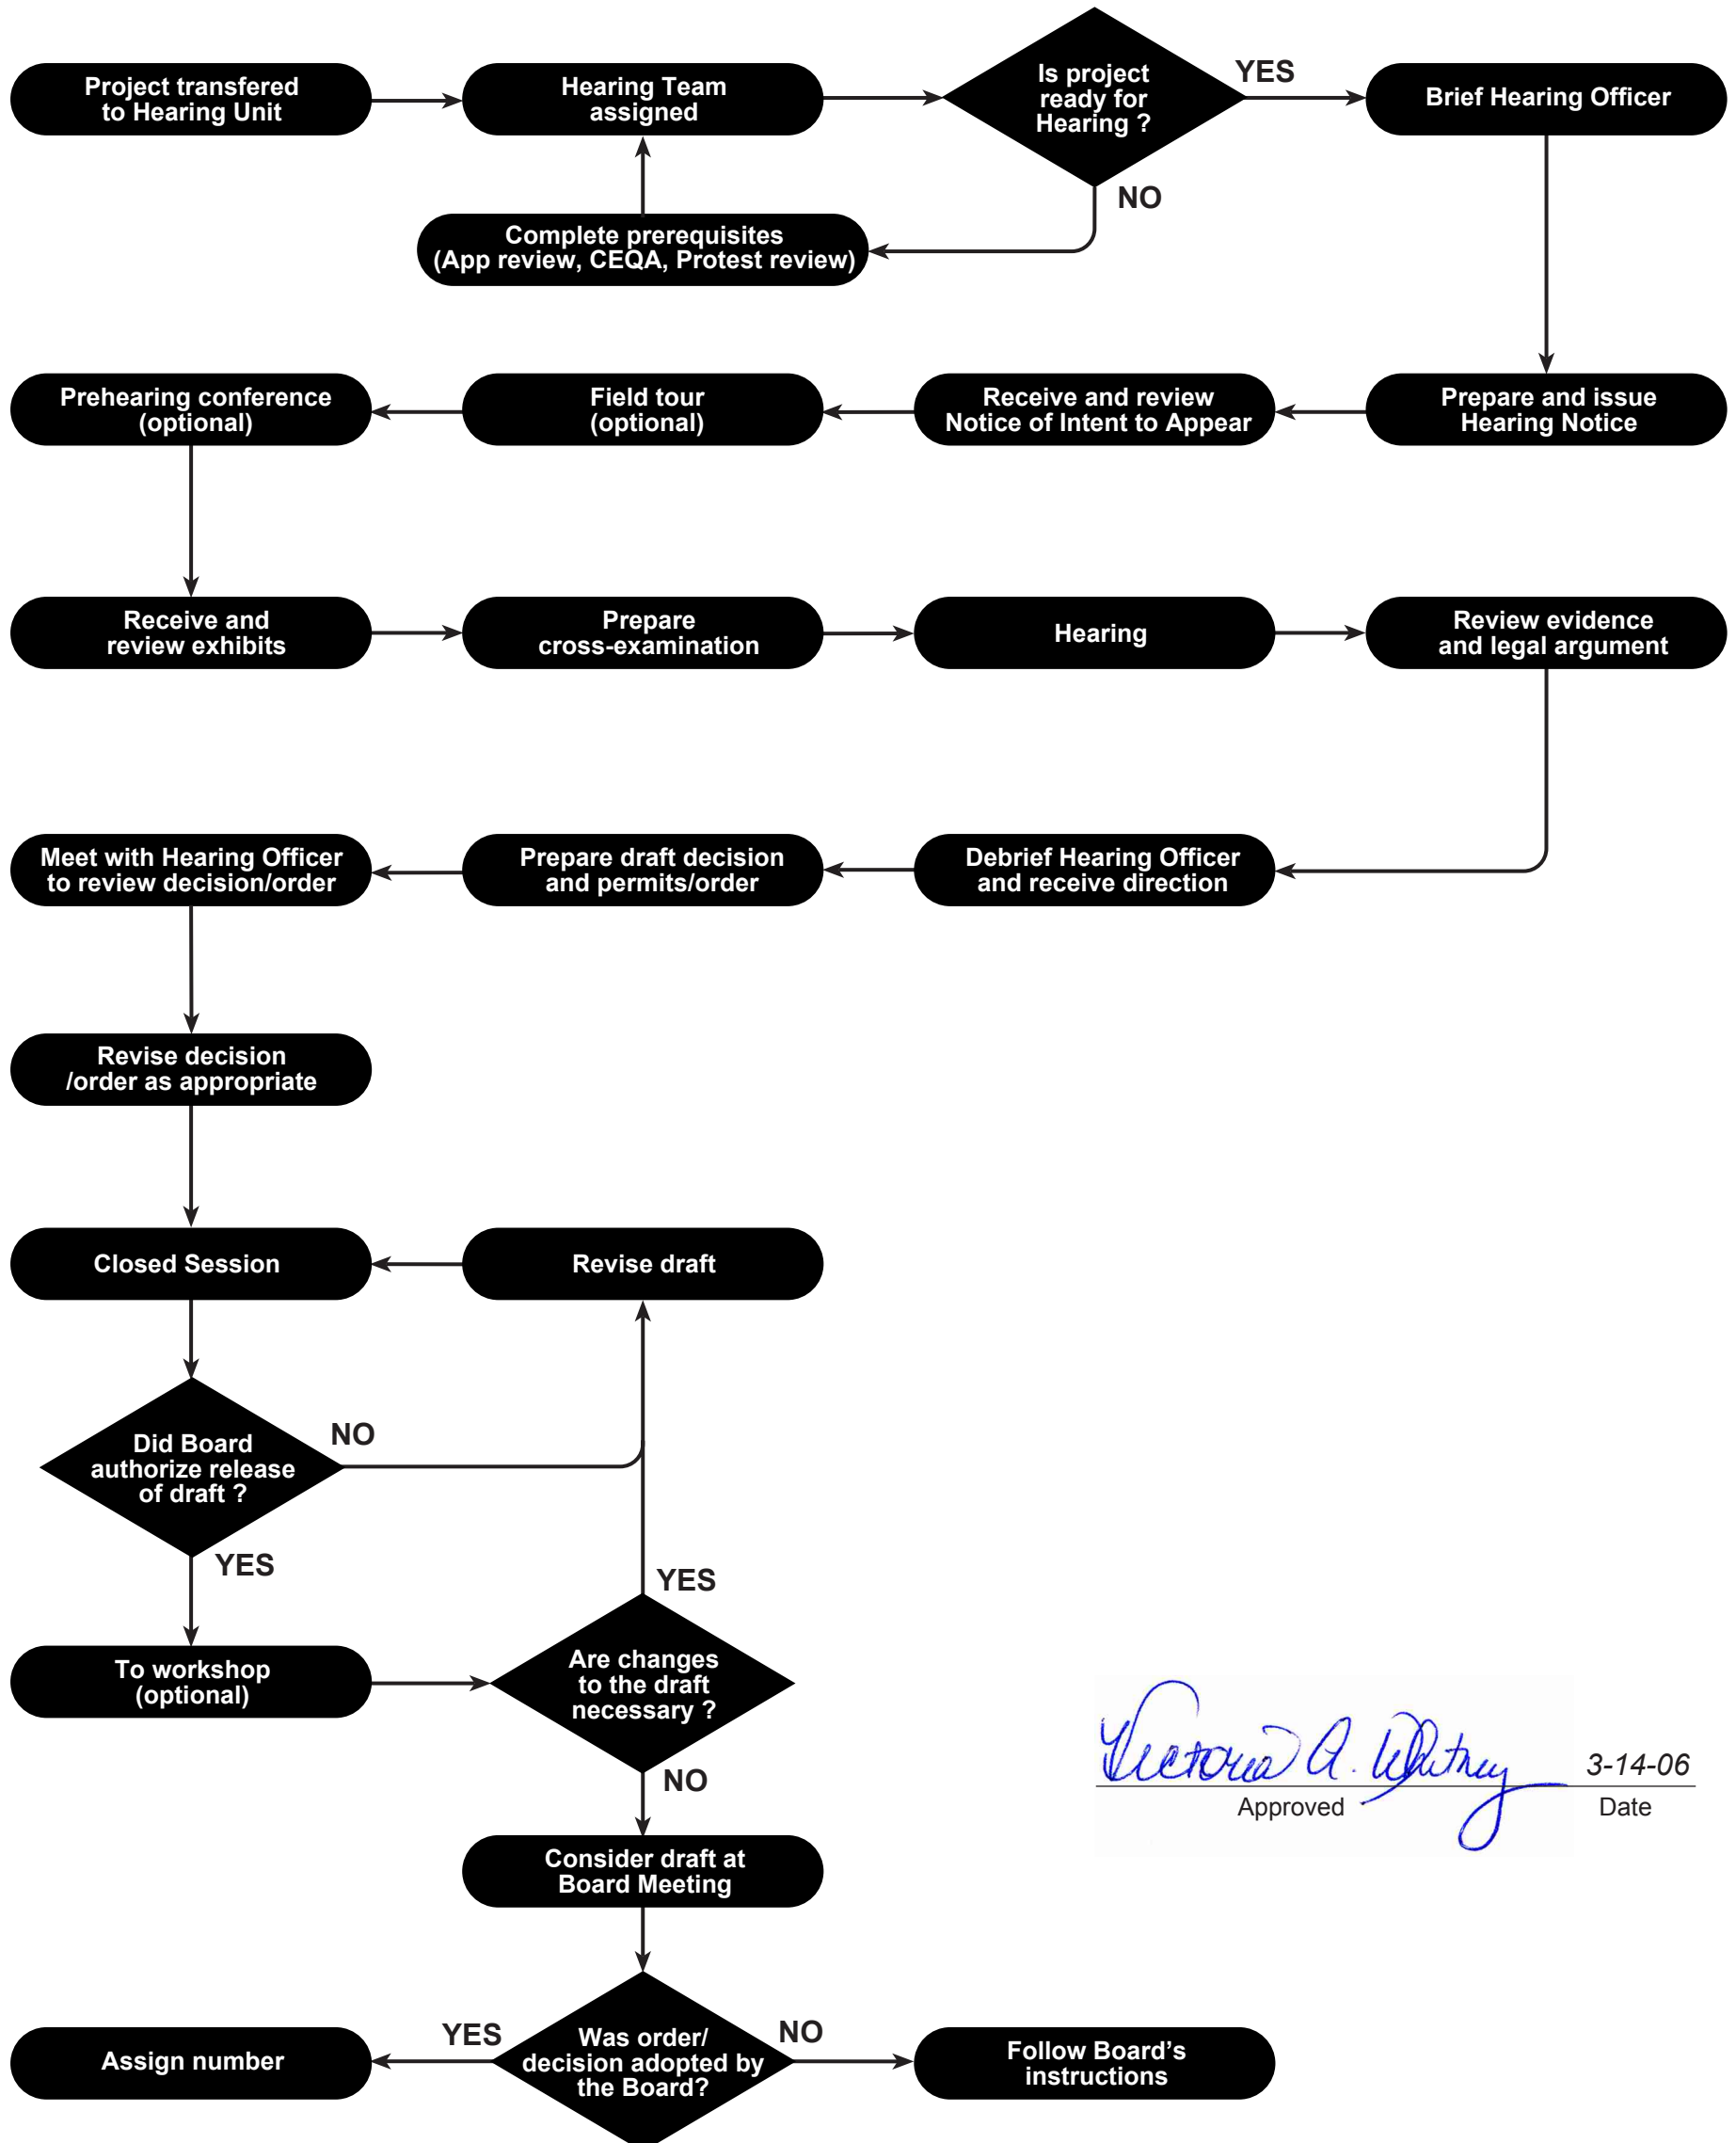 Project transfered
to Hearing Unit
Hearing Team
assigned
Is project
ready for
Hearing ?
YES
Brief Hearing Officer
NO
Complete prerequisites
(App review, CEQA, Protest review)
Prehearing conference
(optional)
Field tour
(optional)
Receive and review
Notice of Intent to Appear
Prepare and issue
Hearing Notice
Receive and
review exhibits
Prepare
cross-examination
Hearing
Review evidence
and legal argument
Meet with Hearing Officer
to review decision/order
Prepare draft decision
and permits/order
Debrief Hearing Officer
and receive direction
Revise decision
/order as appropriate
Closed Session
Revise draft
Did Board
authorize release
of draft ?
NO
YES
To workshop
(optional)
YES
Are changes
to the draft
necessary ?
NO
Victoria A. Whitney
3-14-06
Approved
Date
Consider draft at
Board Meeting
Was order/
decision adopted by
the Board?
YES
NO
Assign number
Follow Board's
instructions